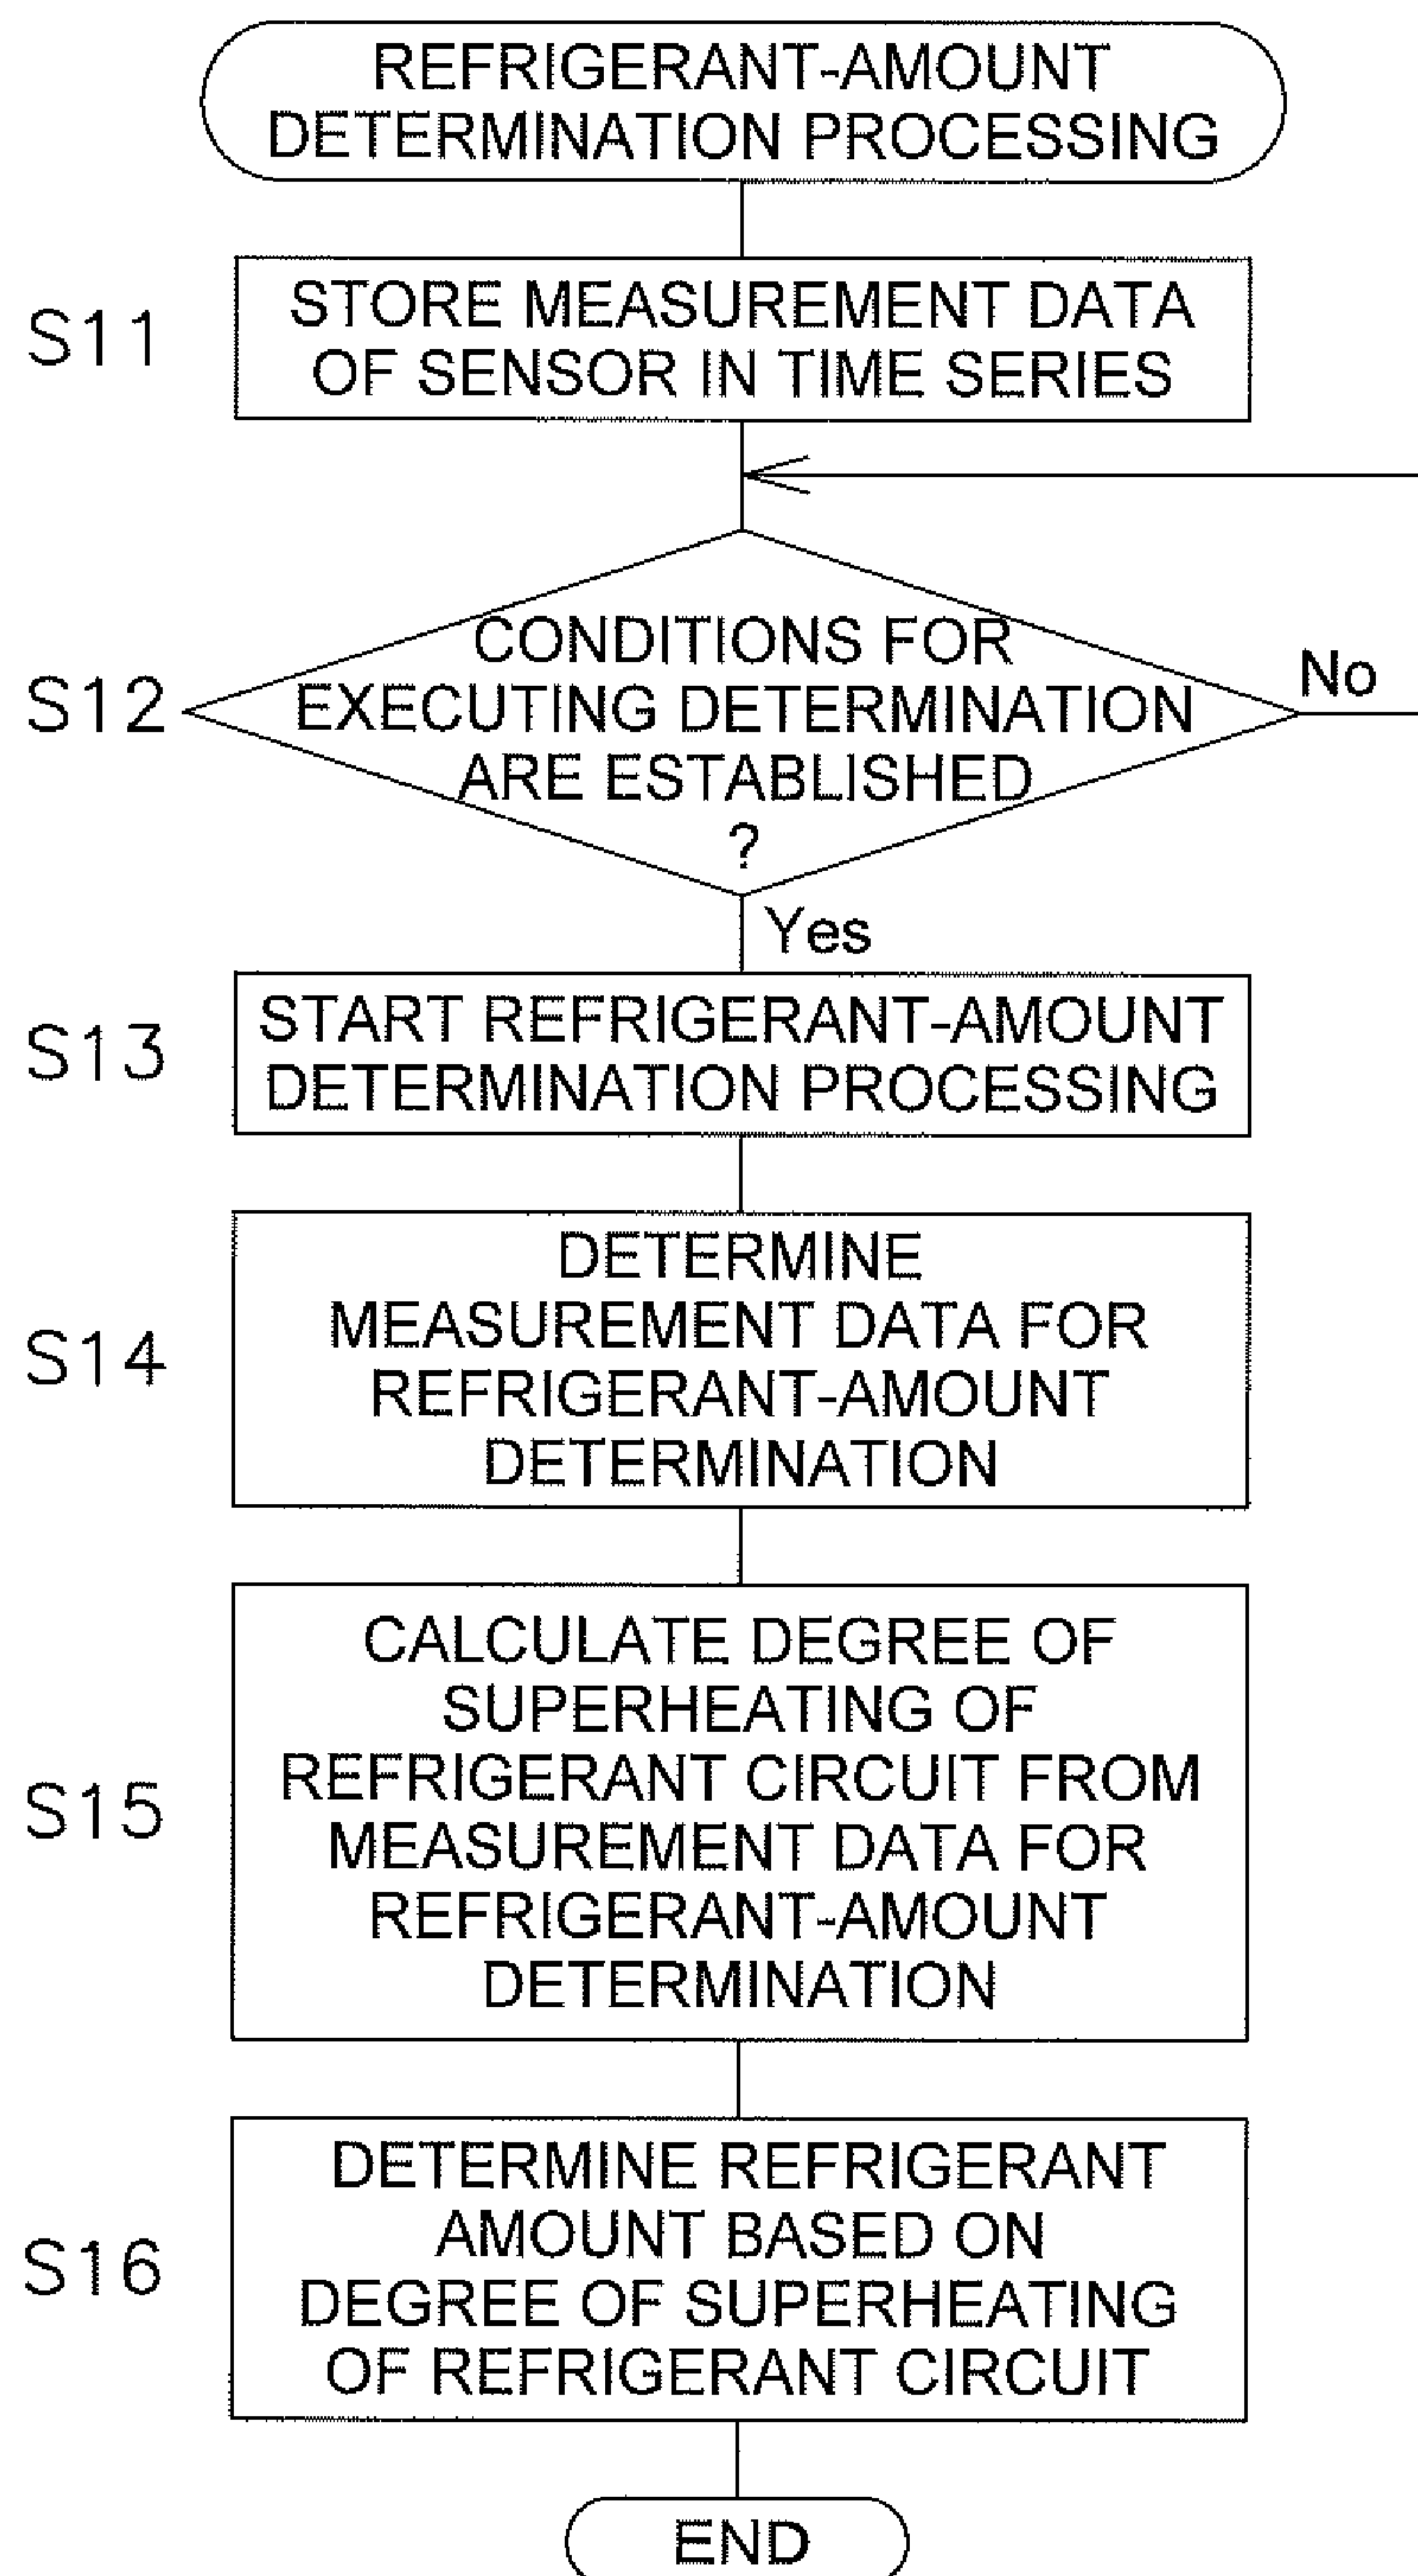 REFRIGERANT-AMOUNT
DETERMINATION PROCESSING
S11
STORE MEASUREMENT DATA
OF SENSOR IN TIME SERIES
S12
CONDITIONS FOR
EXECUTING DETERMINATION
ARE ESTABLISHED
?
No
Yes
S13
START REFRIGERANT-AMOUNT
DETERMINATION PROCESSING
S14
DETERMINE
MEASUREMENT DATA FOR
REFRIGERANT-AMOUNT
DETERMINATION
S15
CALCULATE DEGREE OF
SUPERHEATING OF
REFRIGERANT CIRCUIT FROM
MEASUREMENT DATA FOR
REFRIGERANT-AMOUNT
DETERMINATION
S16
DETERMINE REFRIGERANT
AMOUNT BASED ON
DEGREE OF SUPERHEATING
OF REFRIGERANT CIRCUIT
END